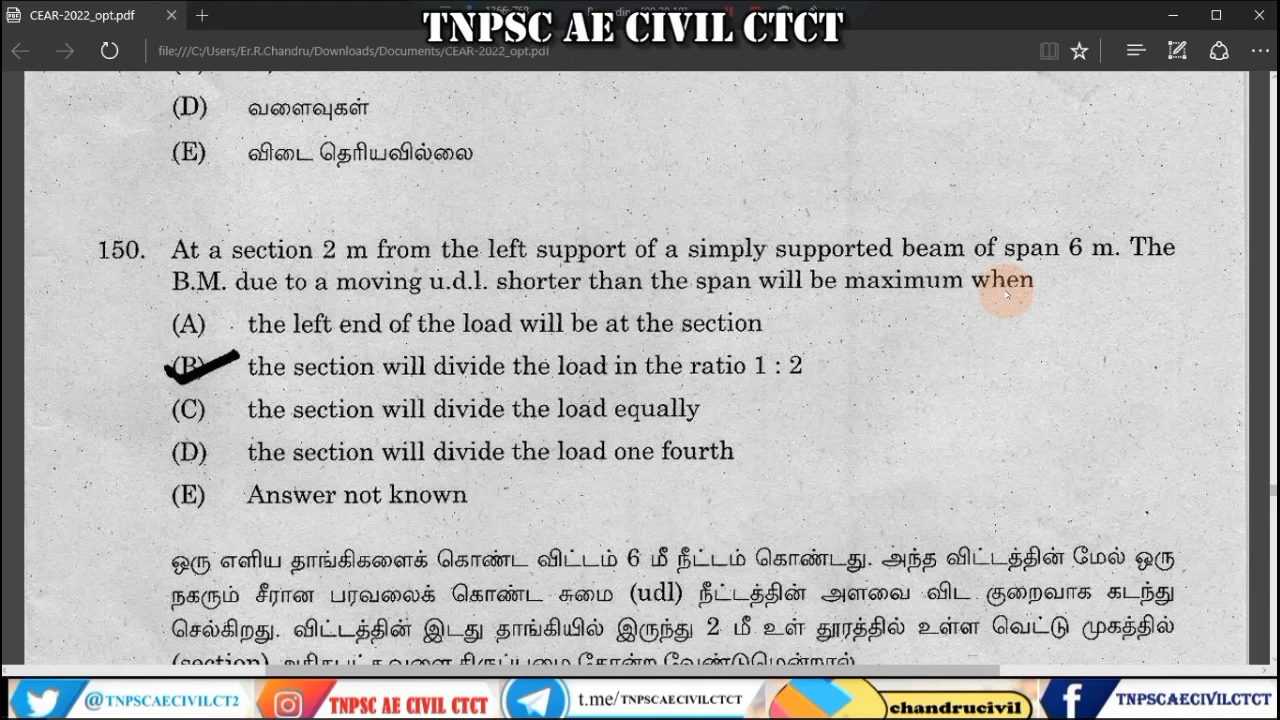 CEAR-2022_opt.pdf
TNPSC AE CIVIL CTCT
file:///C:/Users/Er.R.Chandru/Downloads/Documents/CEAR-2022_opt.pdf
(D) வளைவுகள்
(E) விடை தெரியவில்லை
150. At a section 2 m from the left support of a simply supported beam of span 6 m. The
B.M. due to a moving u.d.l. shorter than the span will be maximum when
(A) the left end of the load will be at the section
(B) the section will divide the load in the ratio 1 : 2
(C) the section will divide the load equally
(D) the section will divide the load one fourth
(E) Answer not known
ஒரு எளிய தாங்கிகளைக் கொண்ட விட்டம் 6 மீ நீட்டம் கொண்டது. அந்த விட்டத்தின் மேல் ஒரு
நகரும் சீரான பரவலைக் கொண்ட சுமை (udl) நீட்டத்தின் அளவை விட குறைவாக கடந்து
செல்கிறது. விட்டத்தின் இடது தாங்கியில் இருந்து 2 மீ உள் தூரத்தில் உள்ள வெட்டு முகத்தில்
(section)
@TNPSCAECIVILCT2
TNPSC AE CIVIL CTCT
t.me/TNPSCAECIVILCTCT
chandrucivil
TNPSCAECIVILCTCT